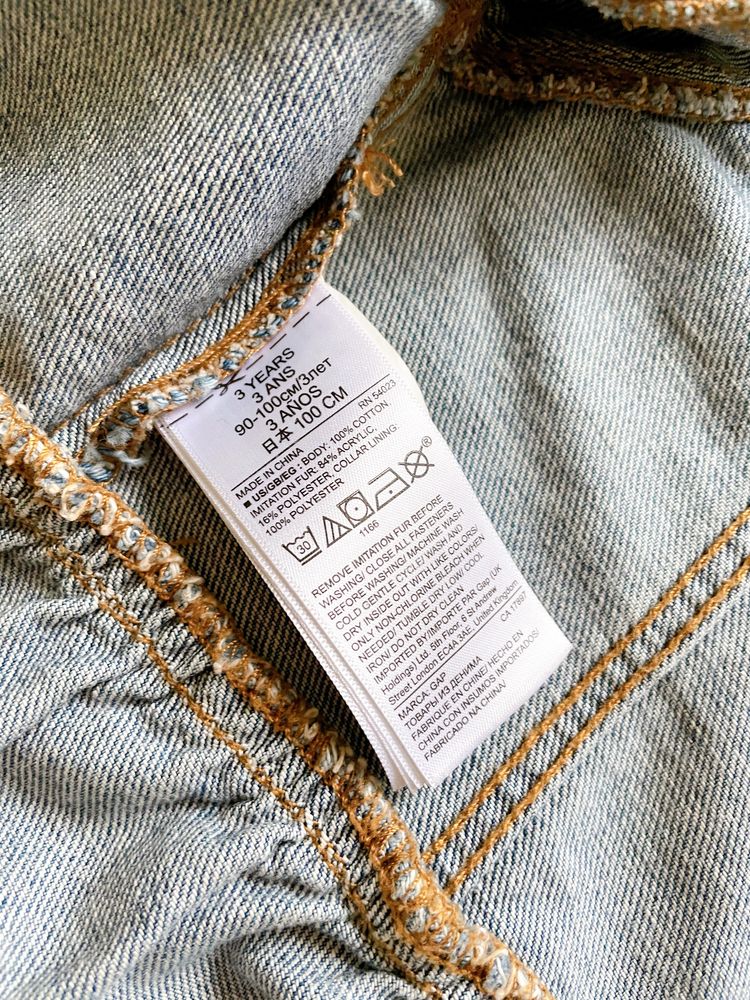 3 YEARS
3 ANS
90-100см/3лет
3 AÑOS
日本 100 CM
RN 54023
MADE IN CHINA
■ US/GB/EG - BODY: 100% COTTON.
IMITATION FUR: 84% ACRYLIC,
16% POLYESTER, COLLAR LINING:
100% POLYESTER
®
30
1166
REMOVE IMITATION FUR BEFORE
WASHING/ CLOSE ALL FASTENERS
BEFORE WASHING/ MACHINE WASH
COLD GENTLE CYCLE/ WASH AND
DRY INSIDE OUT WITH LIKE COLORS/
ONLY NON-CHLORINE BLEACH WHEN
NEEDED/ TUMBLE DRY LOW/ COOL
IRON/ DO NOT DRY CLEAN
IMPORTED BY/IMPORTE PAR Gap (UK
Holdings) Ltd. 5th Floor, 6 St Andrew
Street London EC4A 3AE, United Kingdom
CA 17897
MARCA: GAP
ТОВАРЫ ИЗ ДЕНИМА
FABRIQUE EN CHINE/ HECHO EN
CHINA CON INSUMOS IMPORTADOS/
FABRICADO NA CHINA/